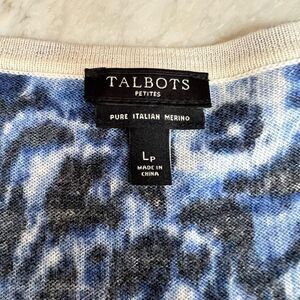 TALBOTS
PETITES
PURE ITALIAN MERINO
LP
MADE IN
CHINA